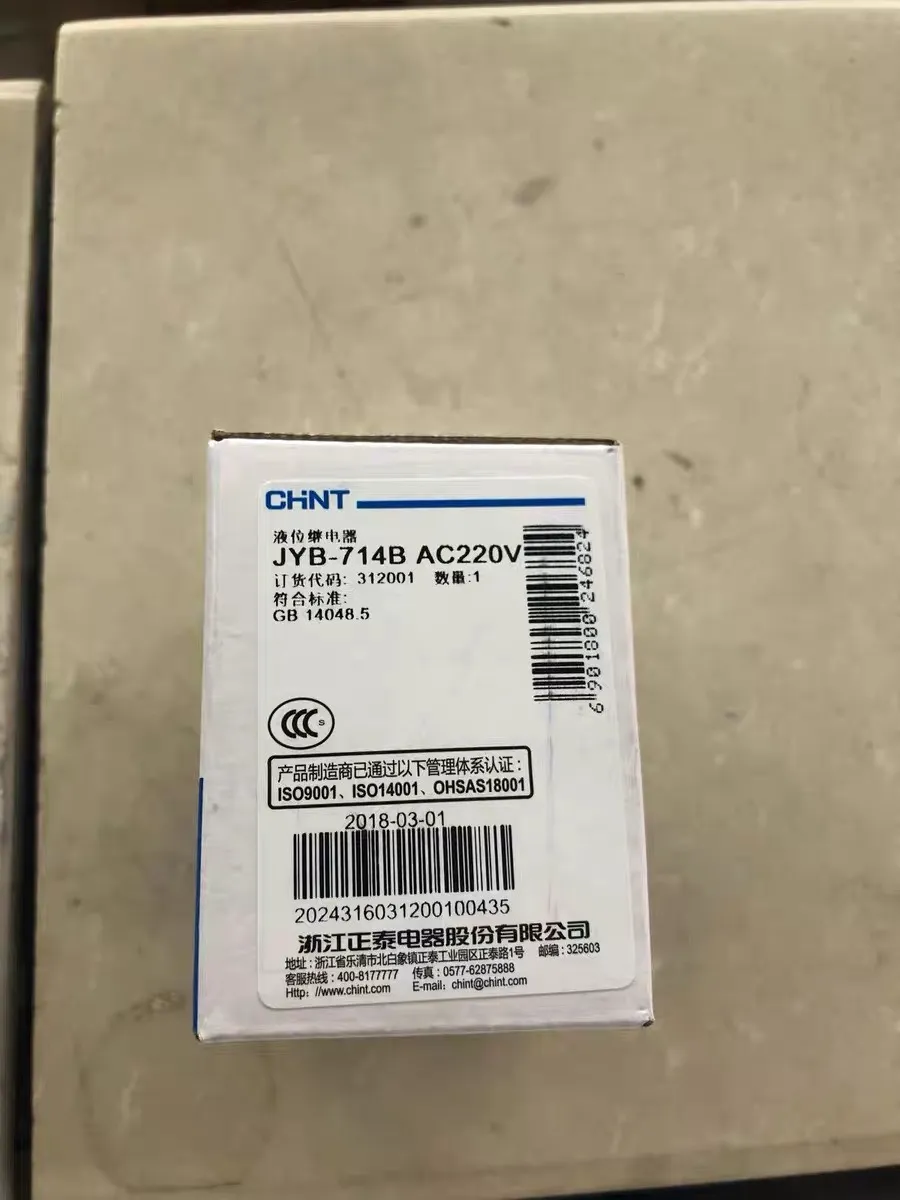 CHNT
液位继电器
JYB-714B AC220V
订货代码: 312001 数量:1
符合标准:
GB 14048.5
6 901800 246824
CCC S
产品制造商已通过以下管理体系认证:
ISO9001、ISO14001、OHSAS18001
2018-03-01
2024316031200100435
浙江正泰电器股份有限公司
地址:浙江省乐清市北白象镇正泰工业园区正泰路1号 邮编:325603
客服热线:400-8177777 传真:0577-62875888
Http: //www.chint.com E-mail: chint@chint.com